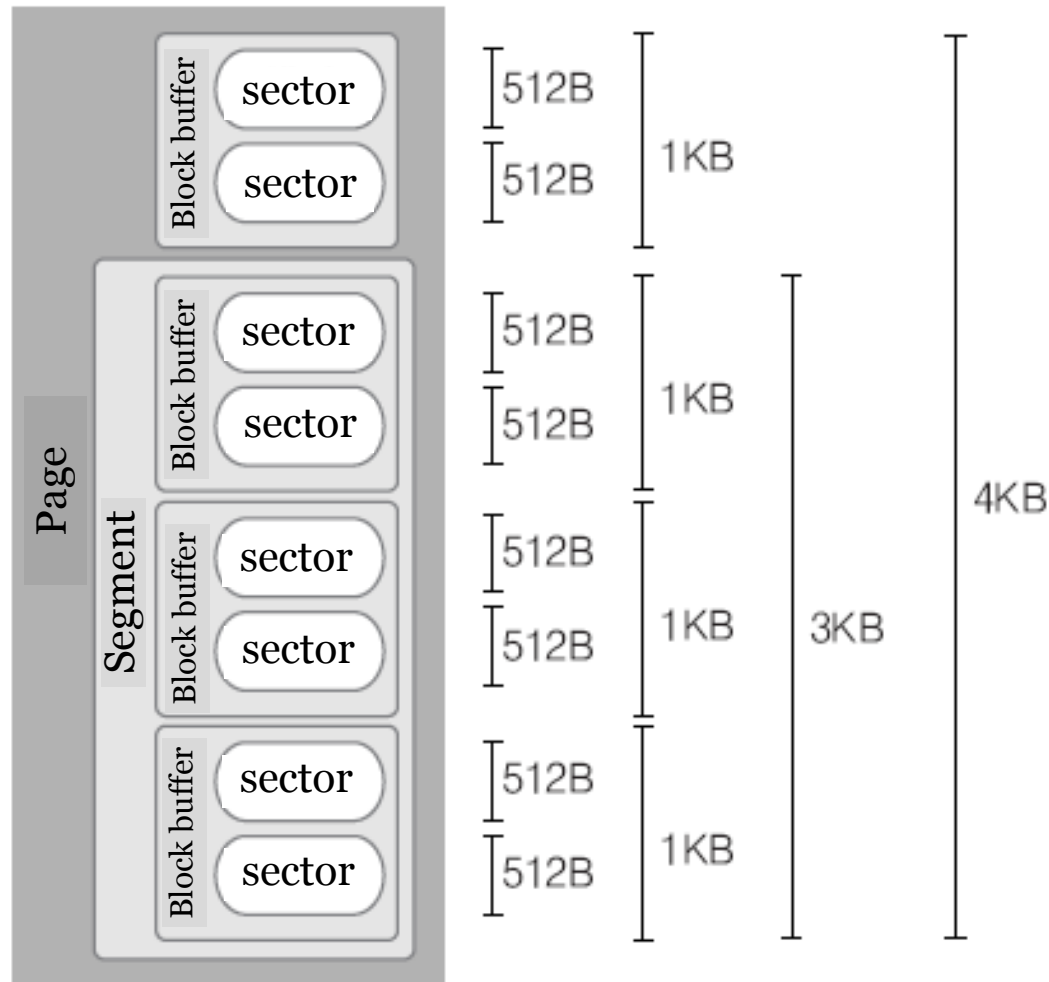 Page
Segment
Block buffer
sector
sector
Block buffer
sector
sector
Block buffer
sector
sector
Block buffer
sector
sector
512B
512B
512B
512B
512B
512B
512B
512B
1KB
1KB
1KB
1KB
3KB
4KB